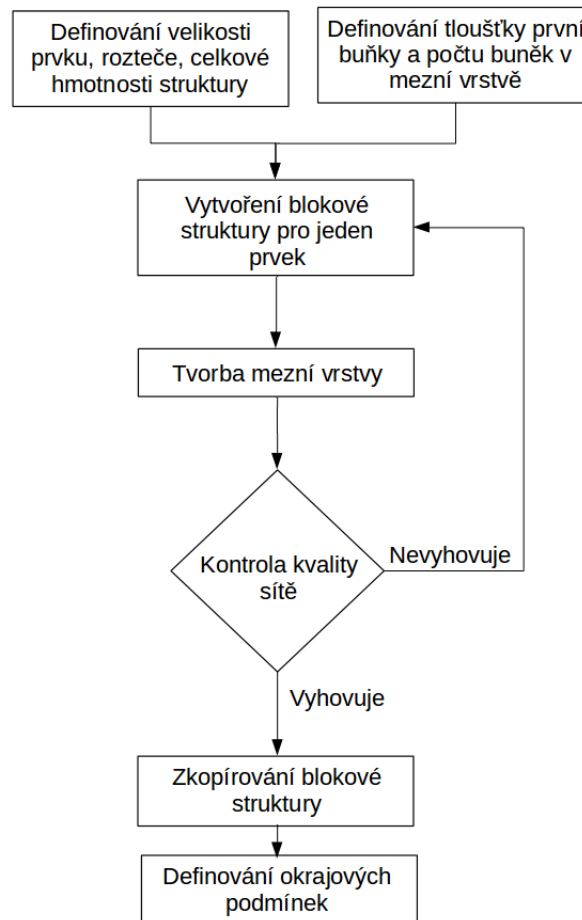 Definování velikosti
prvku, rozteče, celkové
hmotnosti struktury
Definování tloušťky první
buňky a počtu buněk v
mezní vrstvě
Vytvoření blokové
struktury pro jeden
prvek
Tvorba mezní vrstvy
Kontrola kvality
sítě
Nevyhovuje
Vyhovuje
Zkopírování blokové
struktury
Definování okrajových
podmínek